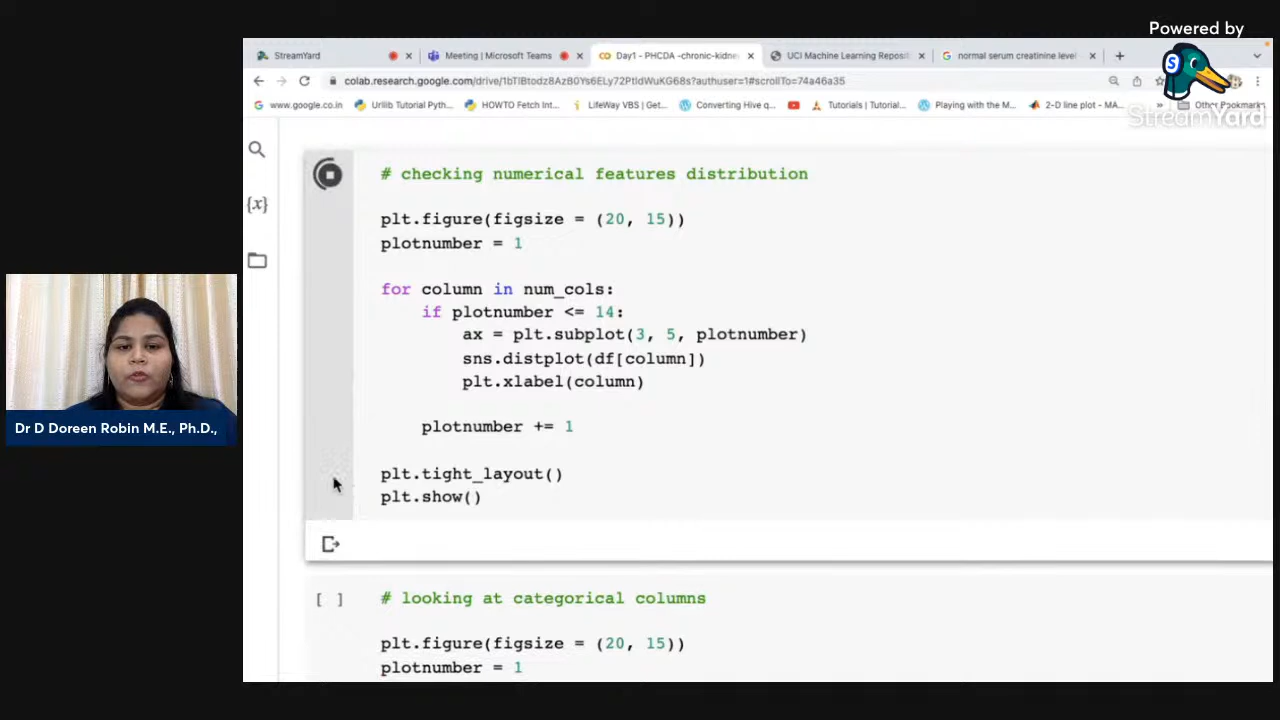 Powered by
StreamYard
StreamYard
Meeting | Microsoft Teams
Day1 - PHCDA -chronic-kidne
UCI Machine Learning Reposit
normal serum creatinine level
colab.research.google.com/drive/1bTlBtodz8AzB0Ys6ELy72PtldWuKG68s?authuser=1#scrollTo=74a46a35
www.google.co.in
Urllib Tutorial Pyth...
HOWTO Fetch Int...
LifeWay VBS | Get...
Converting Hive q...
Tutorials | Tutorial...
Playing with the M...
2-D line plot - MA...
»
Other Bookmarks
{x}
# checking numerical features distribution
plt.figure(figsize = (20, 15))
plotnumber = 1
for column in num_cols:
if plotnumber <= 14:
ax = plt.subplot(3, 5, plotnumber)
sns.distplot(df[column])
plt.xlabel(column)
plotnumber += 1
plt.tight_layout()
plt.show()
[ ]
# looking at categorical columns
plt.figure(figsize = (20, 15))
plotnumber = 1
Dr D Doreen Robin M.E., Ph.D.,